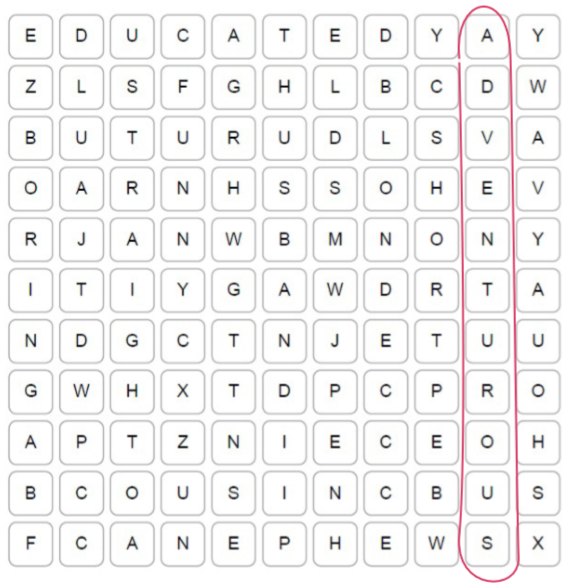 E D U C A T E D Y A Y
Z L S F G H L B C D W
B U T U R U D L S V A
O A R N H S S O H E V
R J A N W B M N O N Y
I T I Y G A W D R T A
N D G C T N J E T U U
G W H X T D P C P R O
A P T Z N I E C E O H
B C O U S I N C B U S
F C A N E P H E W S X